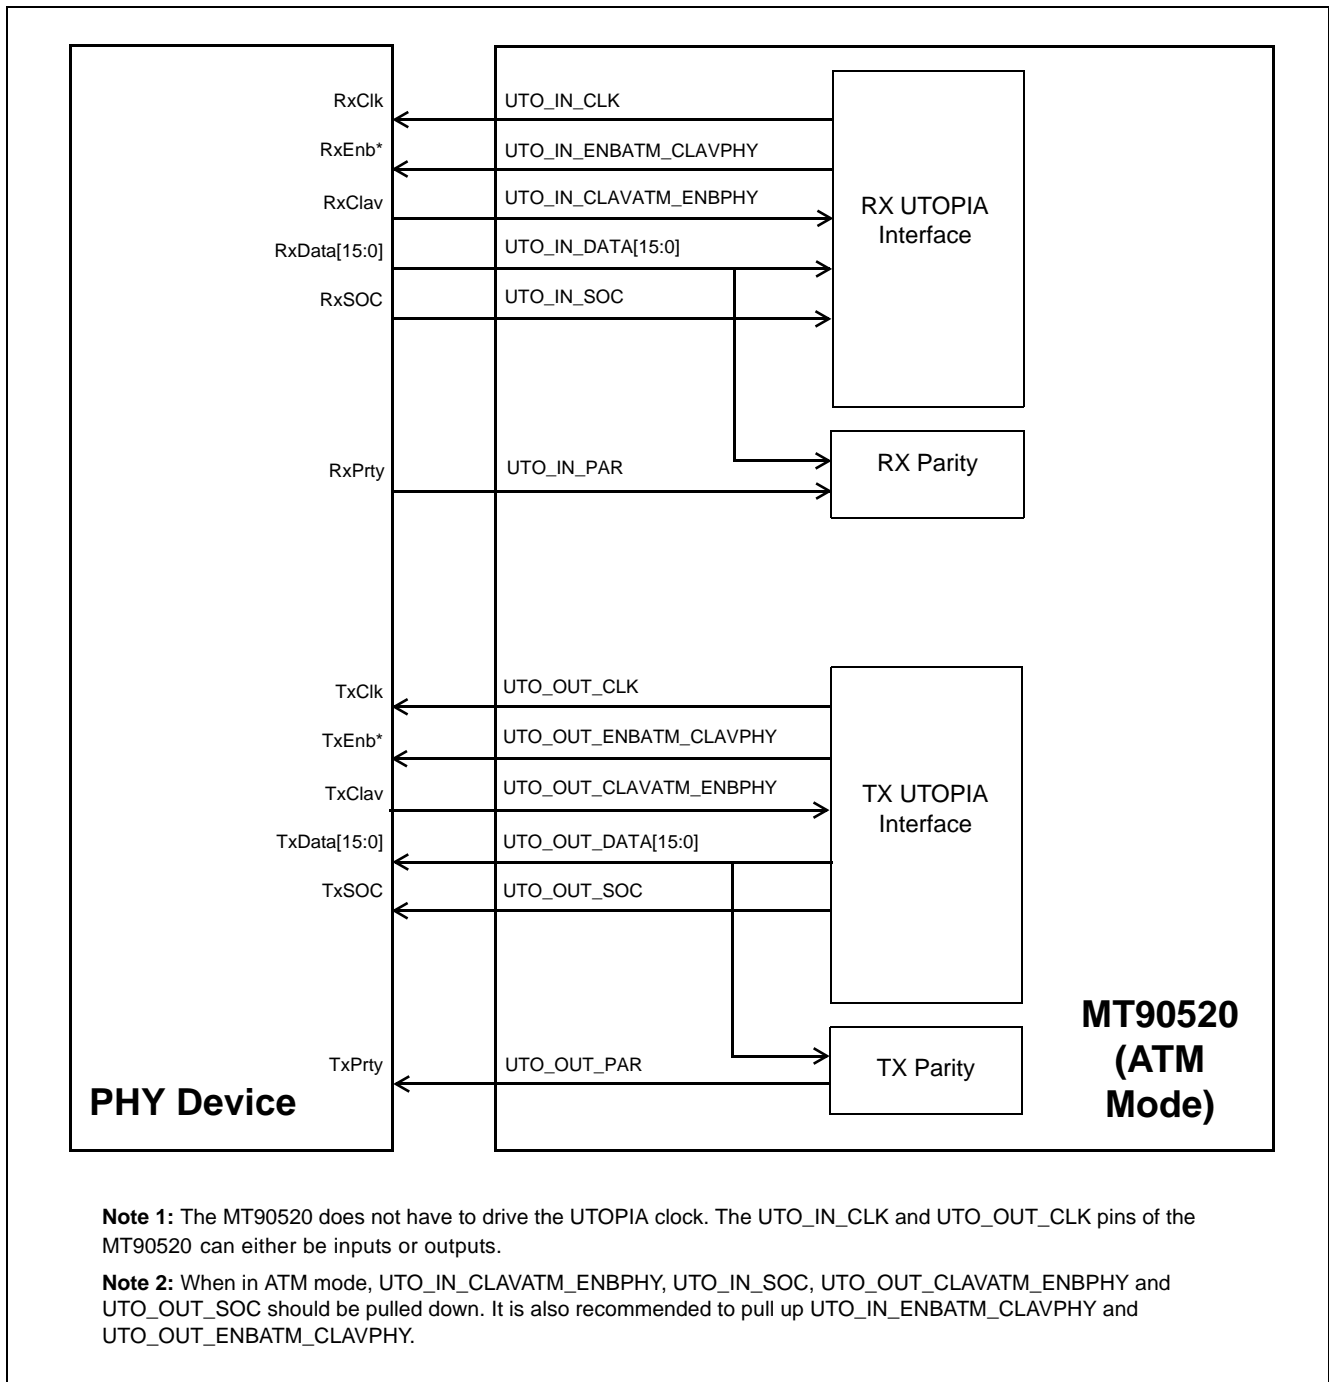 RxClk UTO_IN_CLK
RxEnb* UTO_IN_ENBATM_CLAVPHY
RxClav UTO_IN_CLAVATM_ENBPHY
RX UTOPIA
Interface
RxData[15:0] UTO_IN_DATA[15:0]
RxSOC UTO_IN_SOC
RxPrty UTO_IN_PAR
RX Parity
TxClk UTO_OUT_CLK
TxEnb* UTO_OUT_ENBATM_CLAVPHY
TxClav UTO_OUT_CLAVATM_ENBPHY
TX UTOPIA
Interface
TxData[15:0] UTO_OUT_DATA[15:0]
TxSOC UTO_OUT_SOC
TxPrty UTO_OUT_PAR
TX Parity
PHY Device
MT90520
(ATM
Mode)
Note 1: The MT90520 does not have to drive the UTOPIA clock. The UTO_IN_CLK and UTO_OUT_CLK pins of the
MT90520 can either be inputs or outputs.
Note 2: When in ATM mode, UTO_IN_CLAVATM_ENBPHY, UTO_IN_SOC, UTO_OUT_CLAVATM_ENBPHY and
UTO_OUT_SOC should be pulled down. It is also recommended to pull up UTO_IN_ENBATM_CLAVPHY and
UTO_OUT_ENBATM_CLAVPHY.